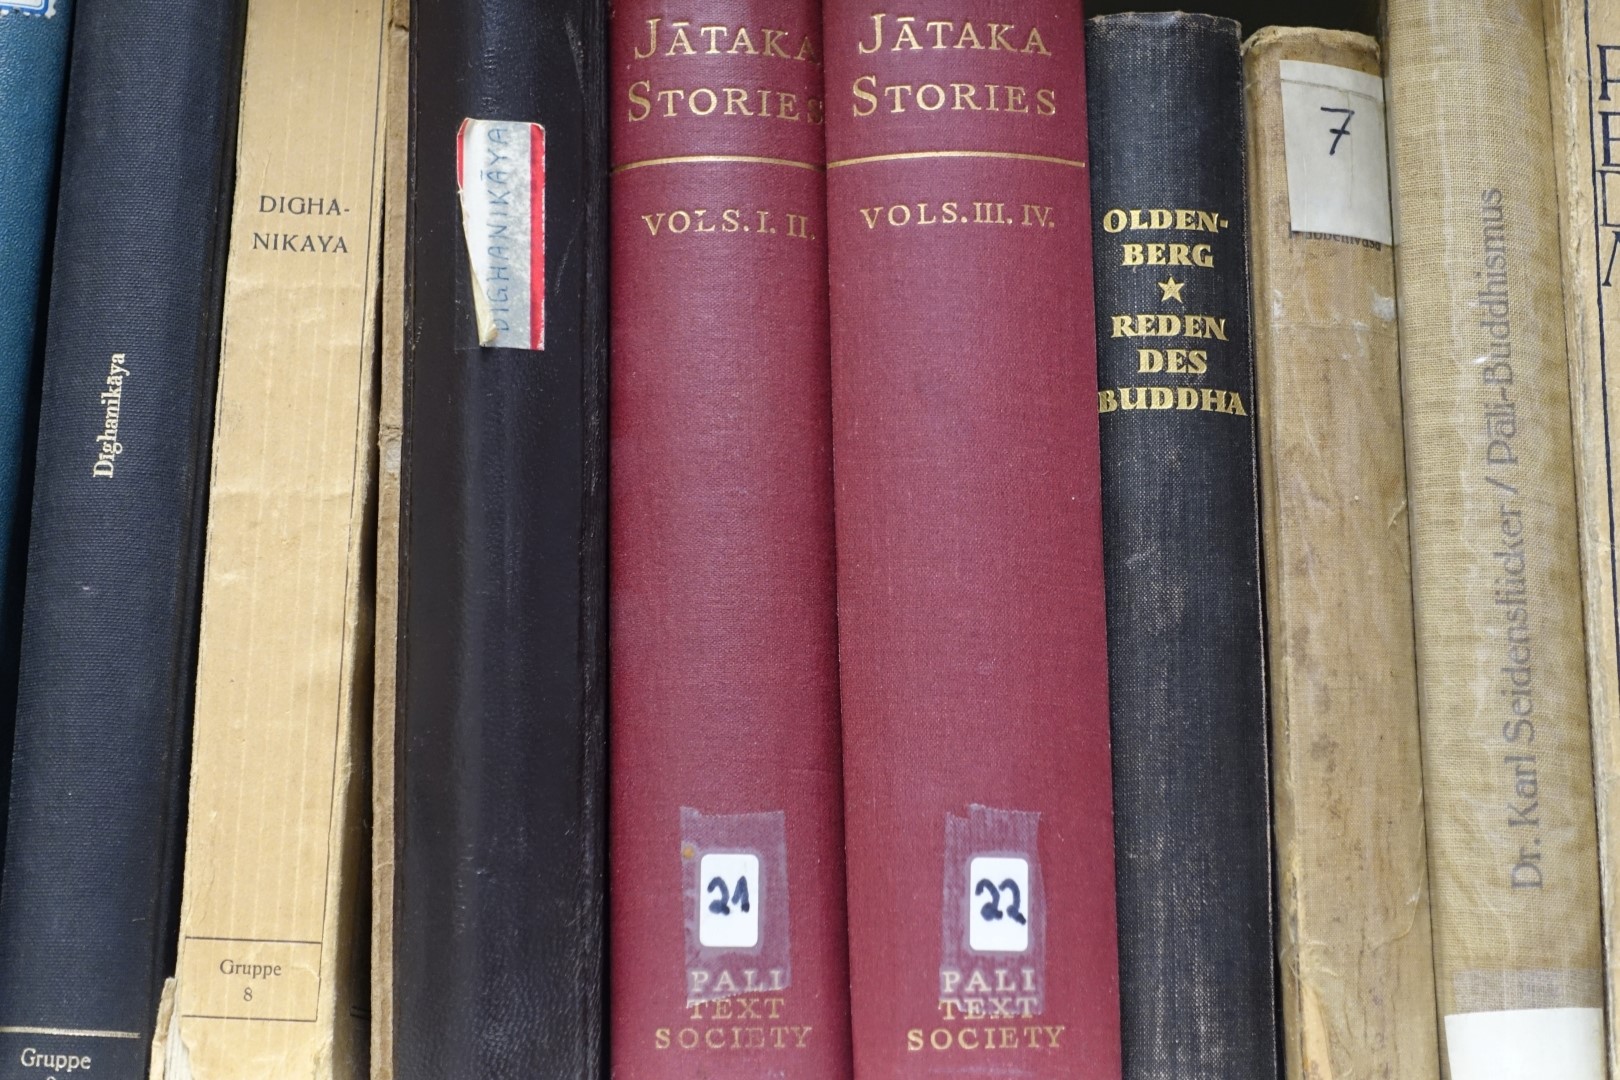 Dīghanikāya
Gruppe
DIGHA-
NIKAYA
Gruppe
8
DIGHANIKĀYA
JĀTAKA
STORIES
VOLS. I. II.
21
PALI
TEXT
SOCIETY
JĀTAKA
STORIES
VOLS. III. IV.
22
PALI
TEXT
SOCIETY
OLDEN-
BERG
REDEN
DES
BUDDHA
7
Dr. Karl Seidenstücker / Pāli-Buddhismus